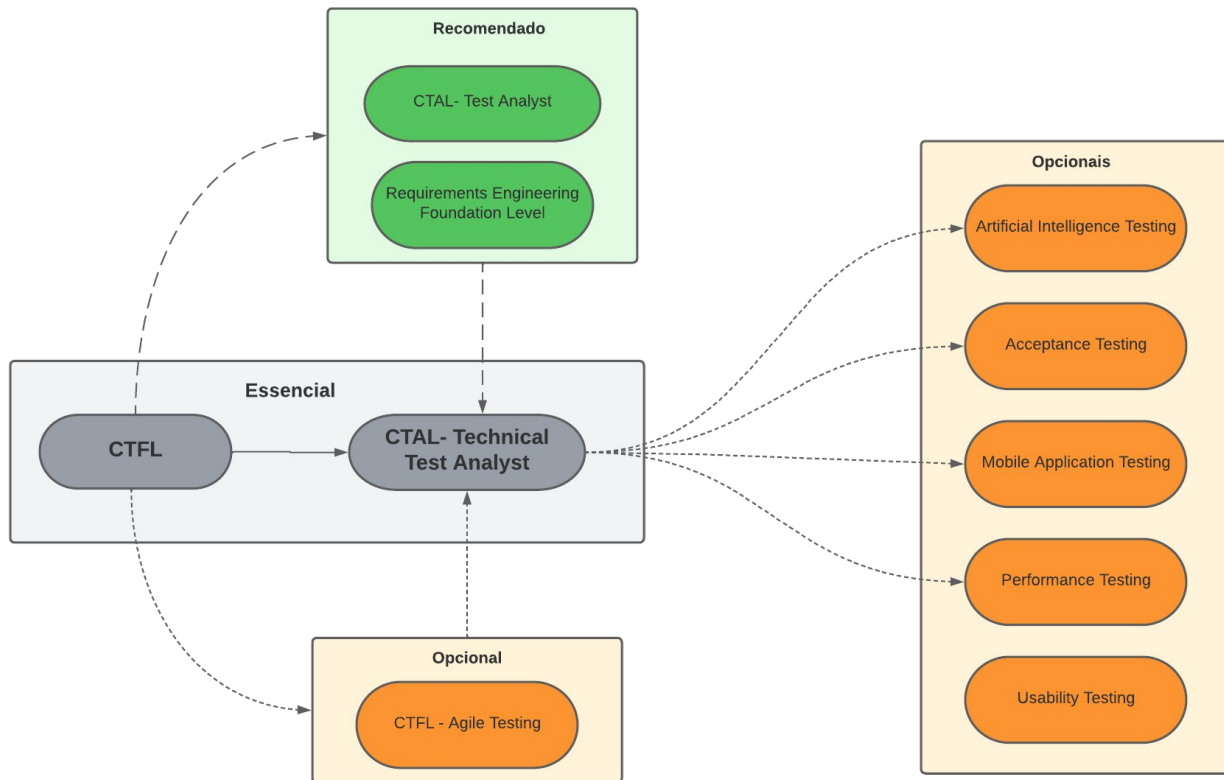 Recomendado
CTAL- Test Analyst
Requirements Engineering
Foundation Level
Essencial
CTFL
CTAL- Technical
Test Analyst
Opcional
CTFL - Agile Testing
Opcionais
Artificial Intelligence Testing
Acceptance Testing
Mobile Application Testing
Performance Testing
Usability Testing